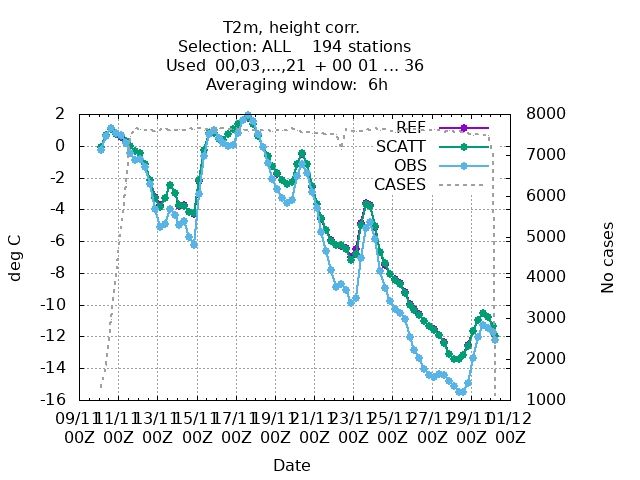 T2m, height corr.
Selection: ALL    194 stations
Used  00,03,...,21  + 00 01 ... 36
Averaging window:  6h
REF
SCATT
OBS
CASES
2
0
-2
-4
-6
-8
-10
-12
-14
-16
deg C
8000
7000
6000
5000
4000
3000
2000
1000
No cases
09/11 11/11 13/11 15/11 17/11 19/11 21/11 23/11 25/11 27/11 29/11 01/12
00Z 00Z 00Z 00Z 00Z 00Z 00Z 00Z 00Z 00Z 00Z 00Z
Date